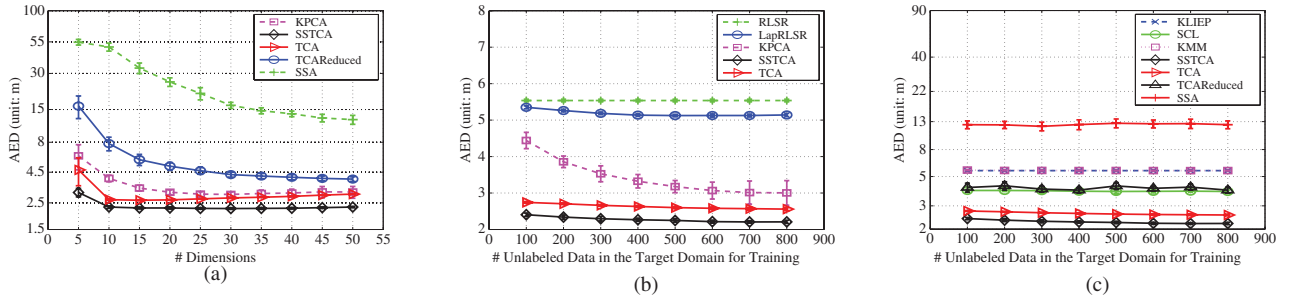 100
55
30
15
8
4.5
2.5
1.5
AED (unit: m)
0 5 10 15 20 25 30 35 40 45 50 55
# Dimensions
KPCA
SSTCA
TCA
TCAReduced
SSA
(a)
8
7
6
5
4
3
2
AED (unit: m)
0 100 200 300 400 500 600 700 800 900
# Unlabeled Data in the Target Domain for Training
RLSR
LapRLSR
KPCA
SSTCA
TCA
(b)
90
40
22
13
8
5
3
2
AED (unit: m)
0 100 200 300 400 500 600 700 800 900
# Unlabeled Data in the Target Domain for Training
KLIEP
SCL
KMM
SSTCA
TCA
TCAReduced
SSA
(c)